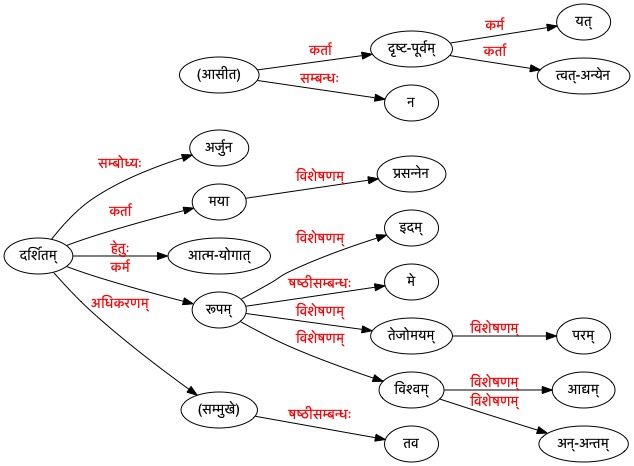 यत्
कर्म
कर्ता
दृष्ट-पूर्वम्
कर्ता
(आसीत)
त्वत्-अन्येन
सम्बन्धः
न
अर्जुन
सम्बोध्यः
प्रसन्नेन
विशेषणम्
मया
कर्ता
इदम्
विशेषणम्
दर्शितम्
हेतुः
आत्म-योगात्
कर्म
षष्ठीसम्बन्धः
मे
रूपम्
विशेषणम्
तेजोमयम्
विशेषणम्
परम्
अधिकरणम्
विशेषणम्
विश्वम्
विशेषणम्
आद्यम्
विशेषणम्
(सम्मुखे)
षष्ठीसम्बन्धः
तव
अन्-अन्तम्